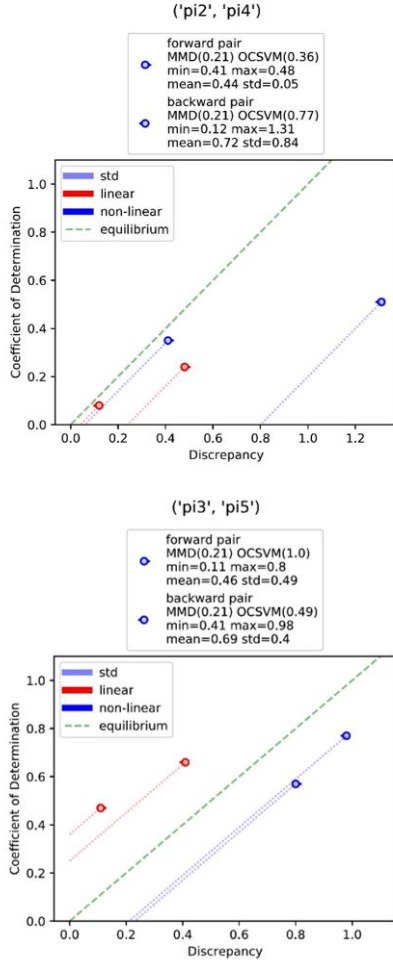 ('pi2', 'pi4')
forward pair
MMD(0.21) OCSVM(0.36)
min=0.41 max=0.48
mean=0.44 std=0.05
backward pair
MMD(0.21) OCSVM(0.77)
min=0.12 max=1.31
mean=0.72 std=0.84
std
linear
non-linear
equilibrium
Coefficient of Determination
1.0
0.8
0.6
0.4
0.2
0.0
0.0 0.2 0.4 0.6 0.8 1.0 1.2
Discrepancy
('pi3', 'pi5')
forward pair
MMD(0.21) OCSVM(1.0)
min=0.11 max=0.8
mean=0.46 std=0.49
backward pair
MMD(0.21) OCSVM(0.49)
min=0.41 max=0.98
mean=0.69 std=0.4
std
linear
non-linear
equilibrium
Coefficient of Determination
1.0
0.8
0.6
0.4
0.2
0.0
0.0 0.2 0.4 0.6 0.8 1.0
Discrepancy